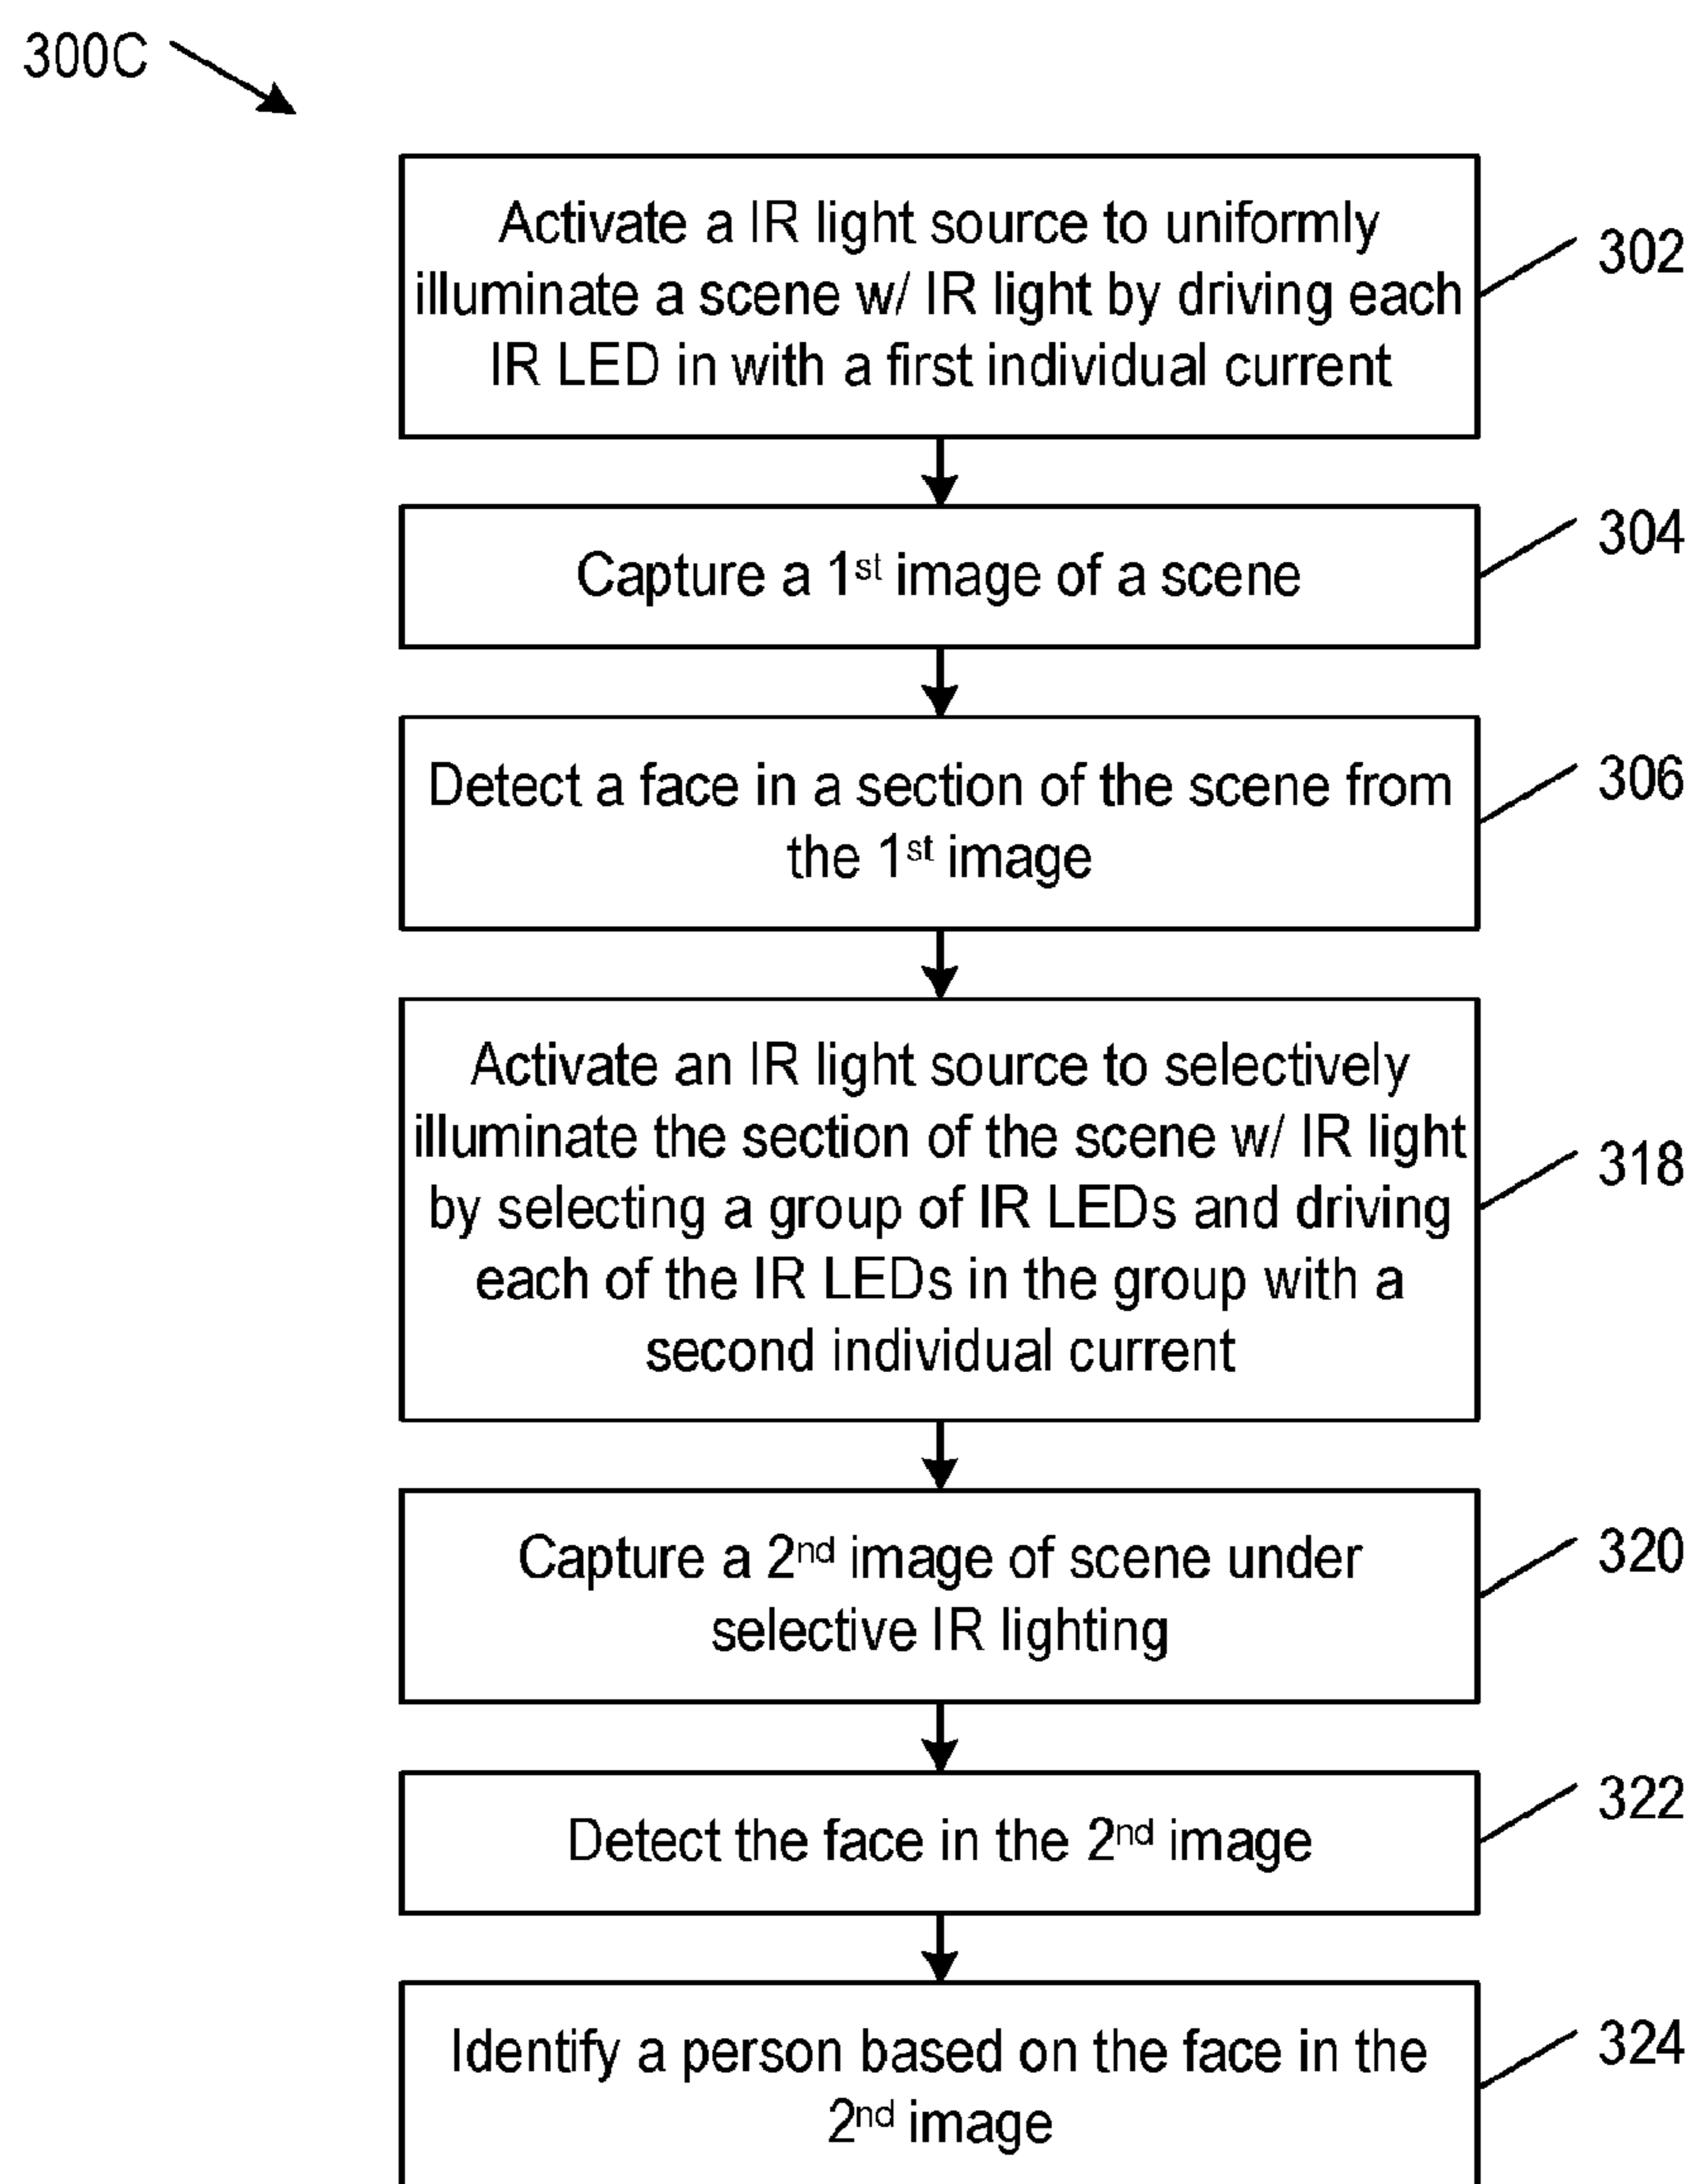 300C
Activate a IR light source to uniformly
illuminate a scene w/ IR light by driving each
IR LED in with a first individual current
302
Capture a 1st image of a scene
304
Detect a face in a section of the scene from
the 1st image
306
Activate an IR light source to selectively
illuminate the section of the scene w/ IR light
by selecting a group of IR LEDs and driving
each of the IR LEDs in the group with a
second individual current
318
Capture a 2nd image of scene under
selective IR lighting
320
Detect the face in the 2nd image
322
Identify a person based on the face in the
2nd image
324